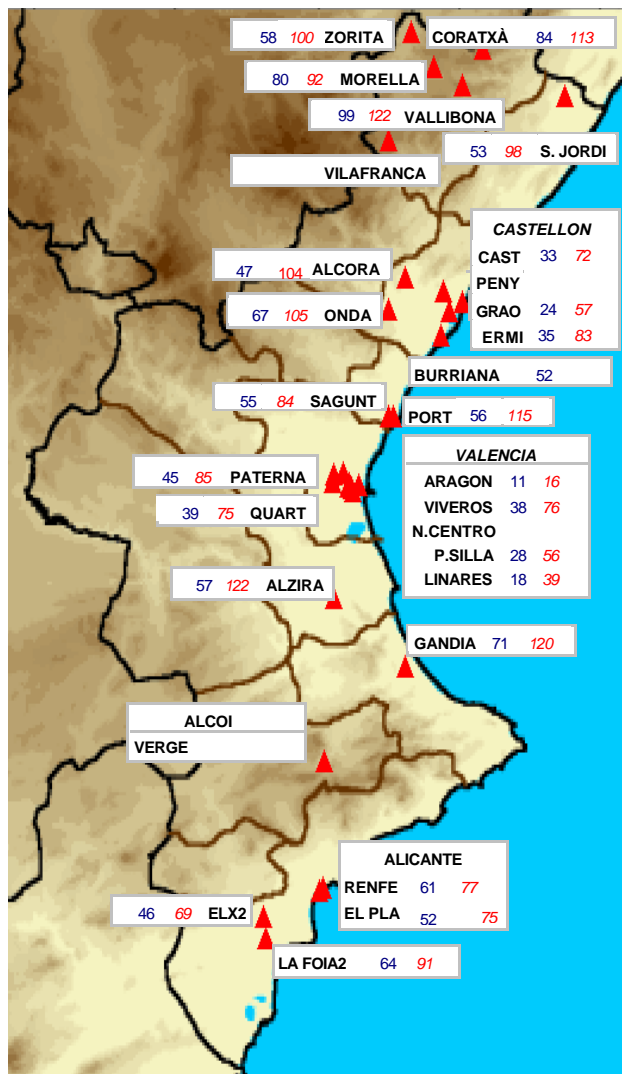 58 100 ZORITA
CORATXÀ 84 113
80 92 MORELLA
99 122 VALLIBONA
53 98 S. JORDI
VILAFRANCA
CASTELLON
CAST 33 72
PENY
GRAO 24 57
ERMI 35 83
47 104 ALCORA
67 105 ONDA
BURRIANA 52
55 84 SAGUNT
PORT 56 115
VALENCIA
ARAGON 11 16
VIVEROS 38 76
N.CENTRO
P.SILLA 28 56
LINARES 18 39
45 85 PATERNA
39 75 QUART
57 122 ALZIRA
GANDIA 71 120
ALCOI
VERGE
ALICANTE
RENFE 61 77
EL PLA 52 75
46 69 ELX2
LA FOIA2 64 91